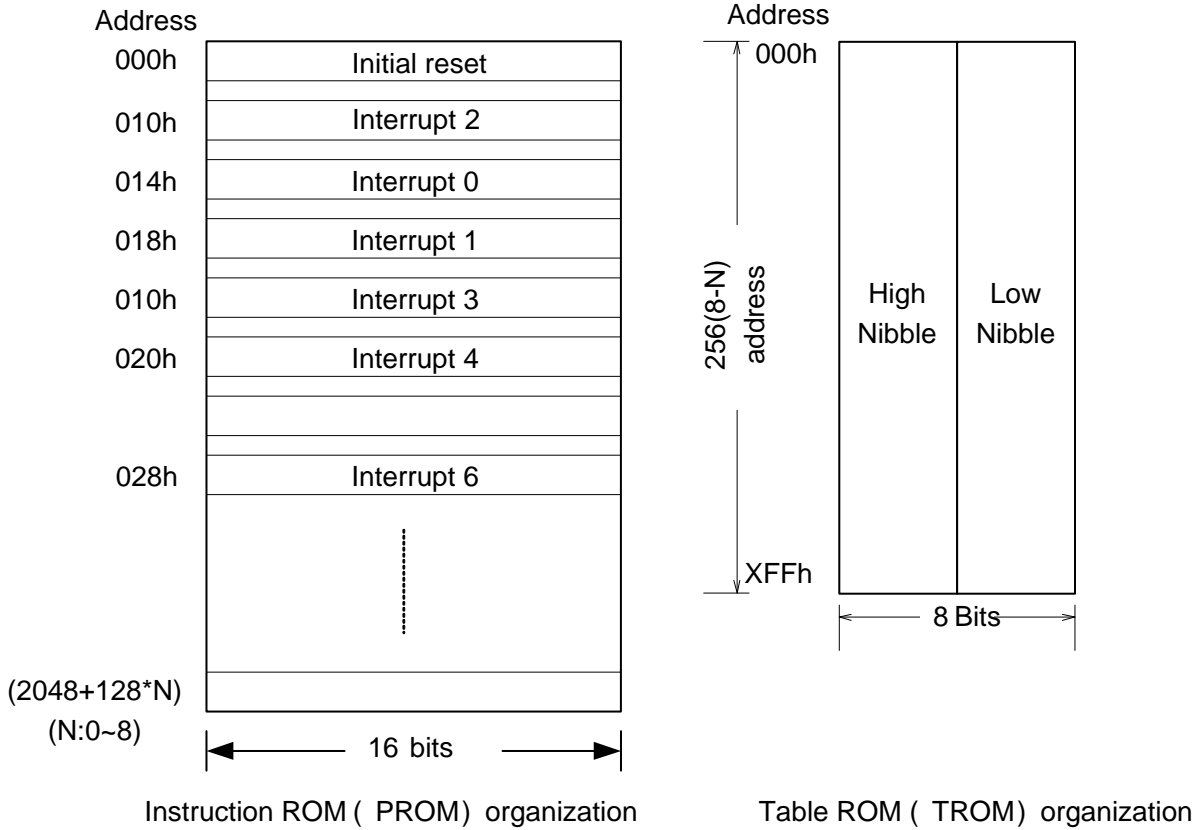 Address
000h Initial reset
010h Interrupt 2
014h Interrupt 0
018h Interrupt 1
010h Interrupt 3
020h Interrupt 4
028h Interrupt 6
(2048+128*N)
(N:0~8)
16 bits
Instruction ROM ( PROM) organization
Address
000h
256(8-N)
address
High
Nibble
Low
Nibble
XFFh
8 Bits
Table ROM ( TROM) organization